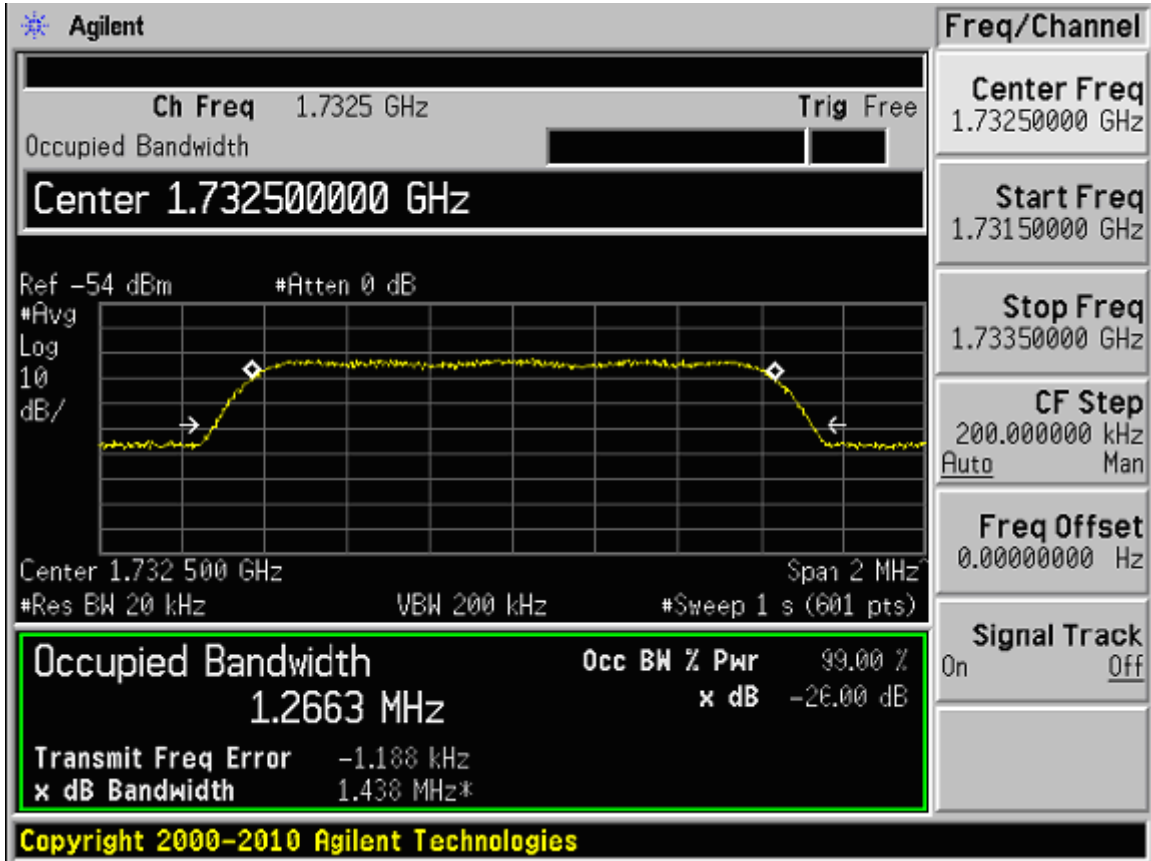 Agilent
Freq/Channel
Ch Freq 1.7325 GHz Trig Free
Occupied Bandwidth
Center 1.732500000 GHz
Center Freq
1.73250000 GHz
Start Freq
1.73150000 GHz
Stop Freq
1.73350000 GHz
CF Step
200.000000 kHz
Auto Man
Freq Offset
0.00000000 Hz
Signal Track
On Off
Ref -54 dBm #Atten 0 dB
#Avg
Log
10
dB/
Center 1.732 500 GHz Span 2 MHz
#Res BW 20 kHz VBW 200 kHz #Sweep 1 s (601 pts)
Occupied Bandwidth
1.2663 MHz
Occ BW % Pwr 99.00 %
x dB -26.00 dB
Transmit Freq Error -1.188 kHz
x dB Bandwidth 1.438 MHz*
Copyright 2000-2010 Agilent Technologies